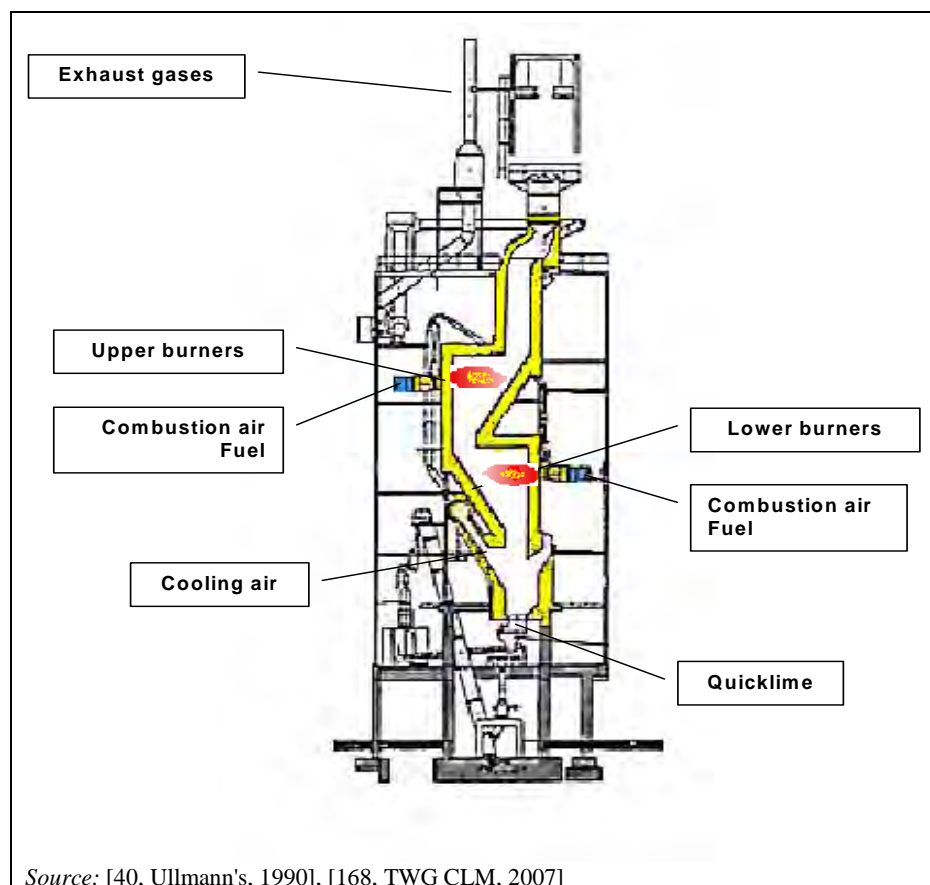 Exhaust gases
Upper burners
Combustion air
Fuel
Lower burners
Combustion air
Fuel
Cooling air
Quicklime
Source: [40, Ullmann's, 1990], [168, TWG CLM, 2007]